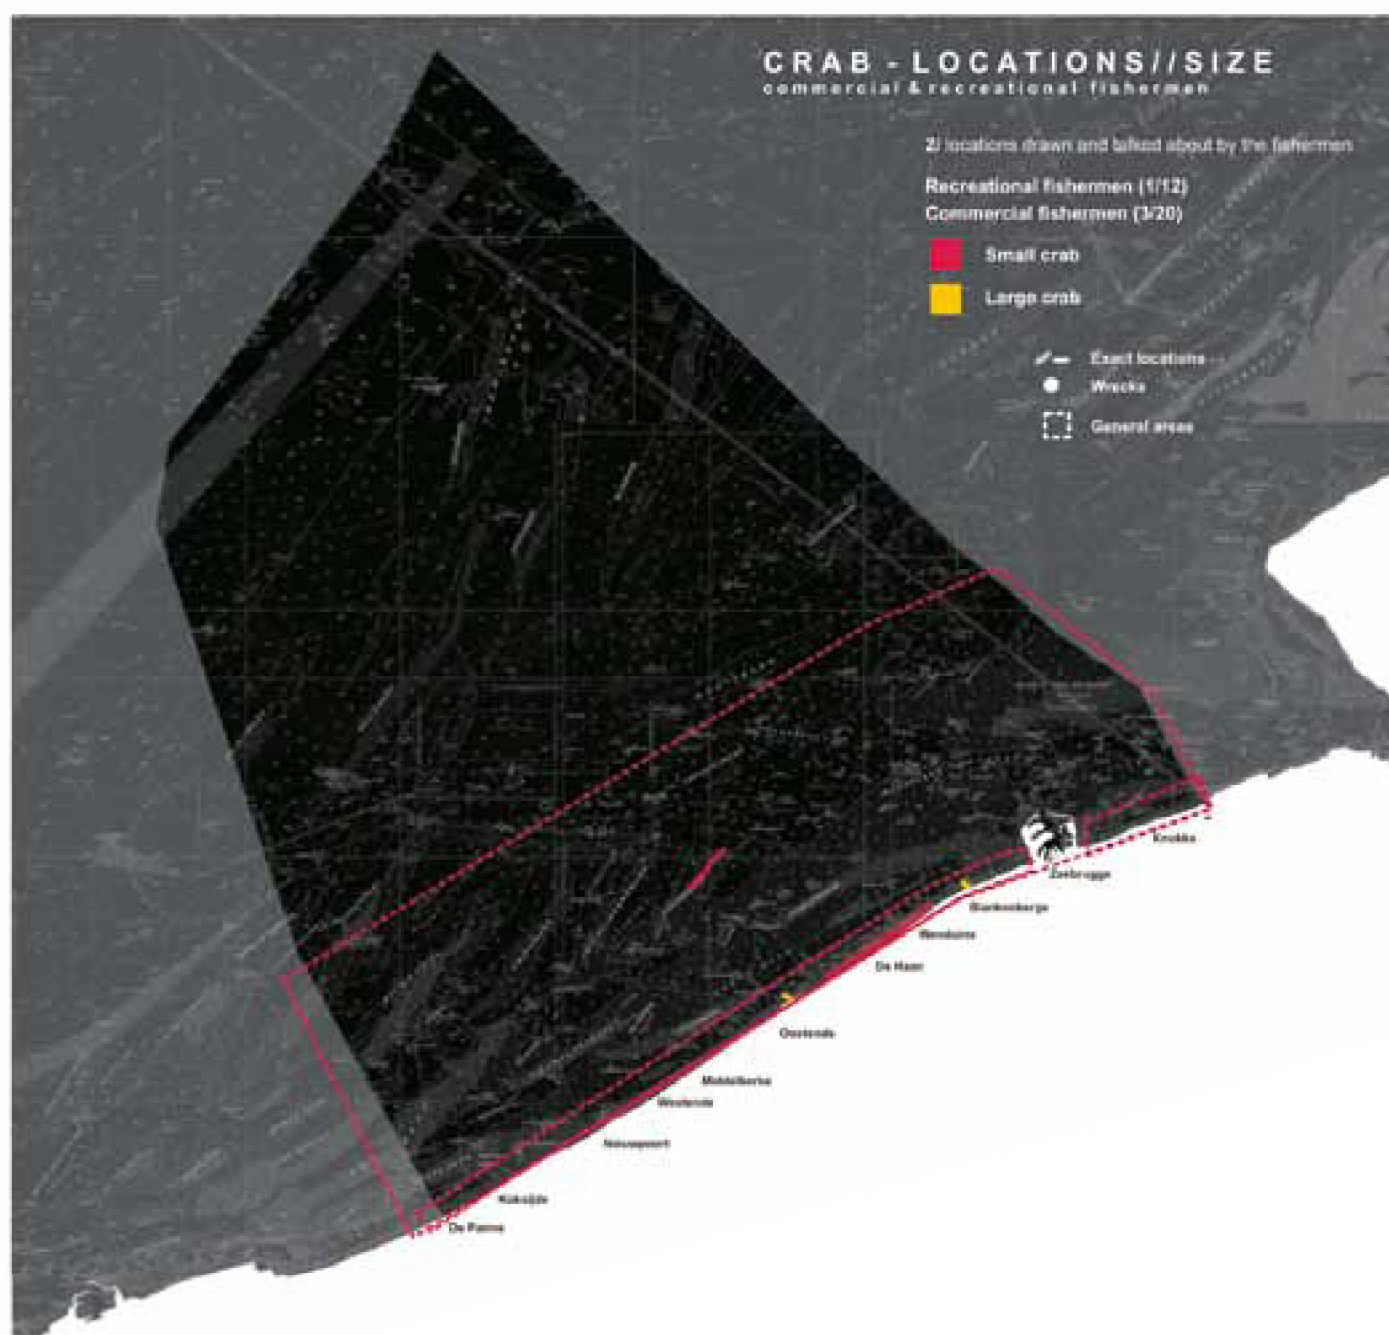 CRAB - LOCATIONS//SIZE
commercial & recreational fishermen
2/ locations drawn and talked about by the fishermen
Recreational fishermen (1/12)
Commercial fishermen (3/20)
Small crab
Large crab
Exact locations
Wrecks
General areas
Knokke
Zeebrugge
Blankenberge
Wenduine
De Haan
Oostende
Middelkerke
Westende
Nieuwpoort
Koksijde
De Panne